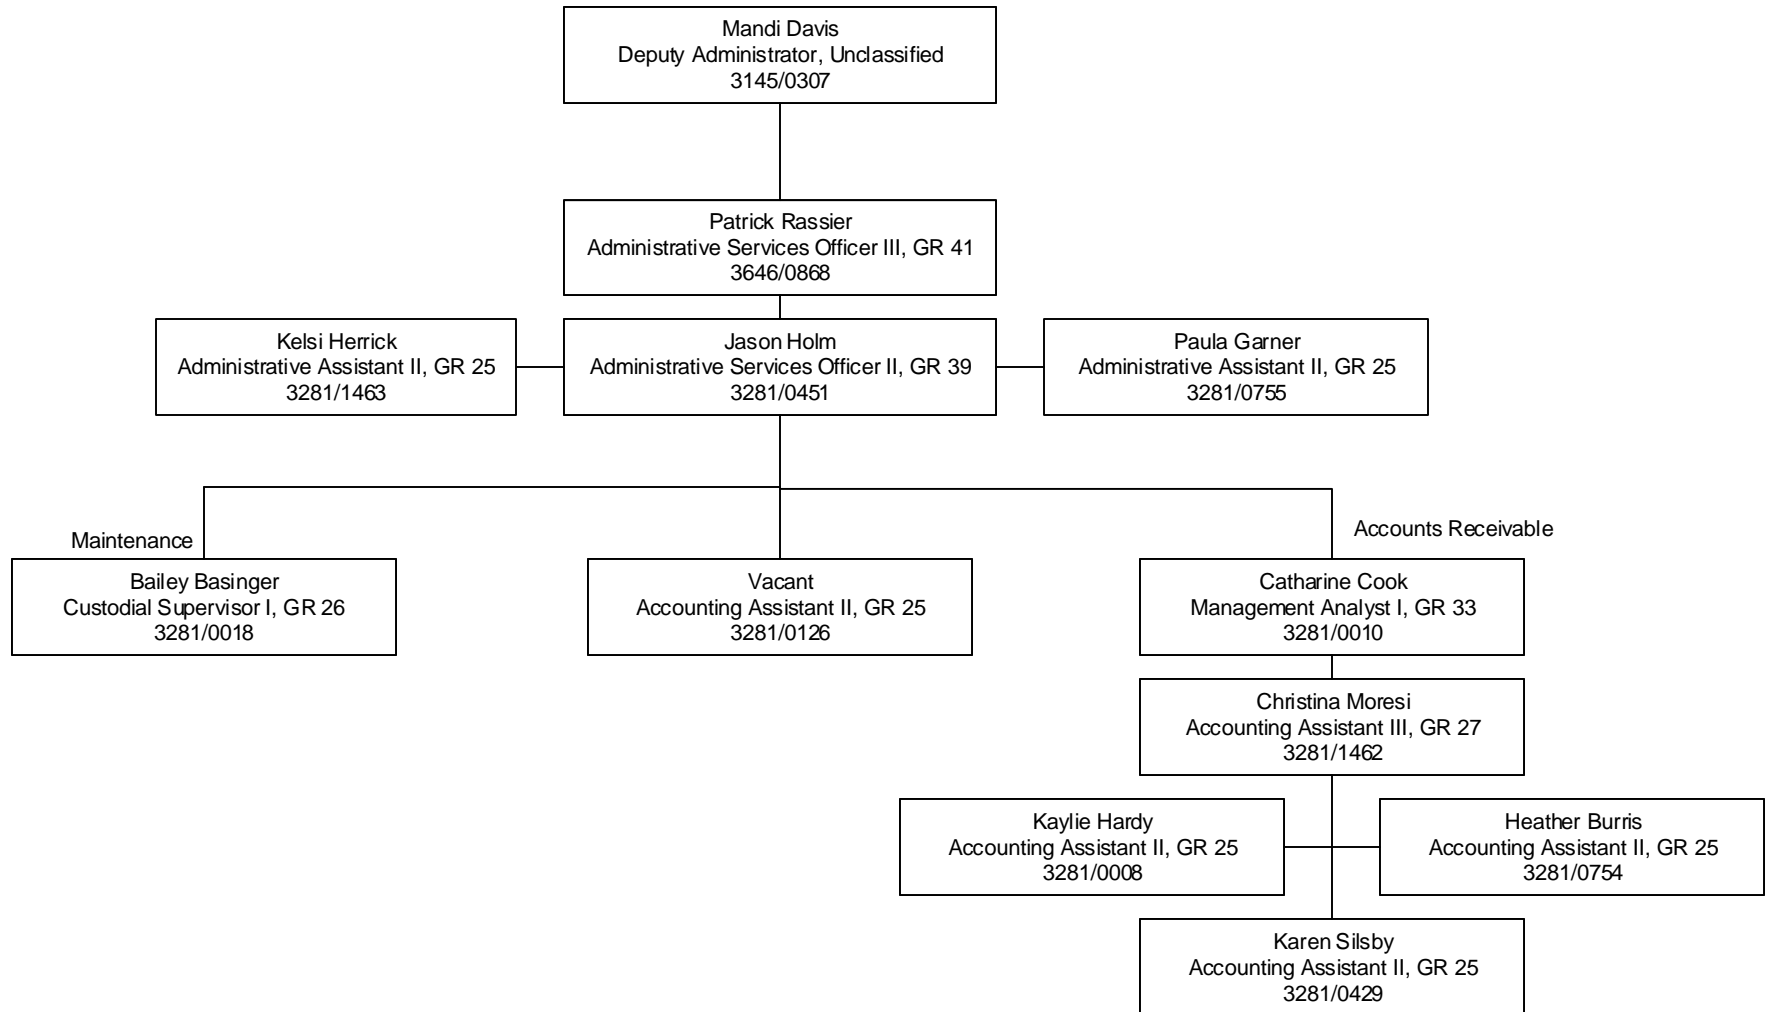 Mandi Davis
Deputy Administrator, Unclassified
3145/0307
Patrick Rassier
Administrative Services Officer III, GR 41
3646/0868
Kelsi Herrick
Administrative Assistant II, GR 25
3281/1463
Jason Holm
Administrative Services Officer II, GR 39
3281/0451
Paula Garner
Administrative Assistant II, GR 25
3281/0755
Maintenance
Bailey Basinger
Custodial Supervisor I, GR 26
3281/0018
Vacant
Accounting Assistant II, GR 25
3281/0126
Accounts Receivable
Catharine Cook
Management Analyst I, GR 33
3281/0010
Christina Moresi
Accounting Assistant III, GR 27
3281/1462
Kaylie Hardy
Accounting Assistant II, GR 25
3281/0008
Heather Burris
Accounting Assistant II, GR 25
3281/0754
Karen Silsby
Accounting Assistant II, GR 25
3281/0429